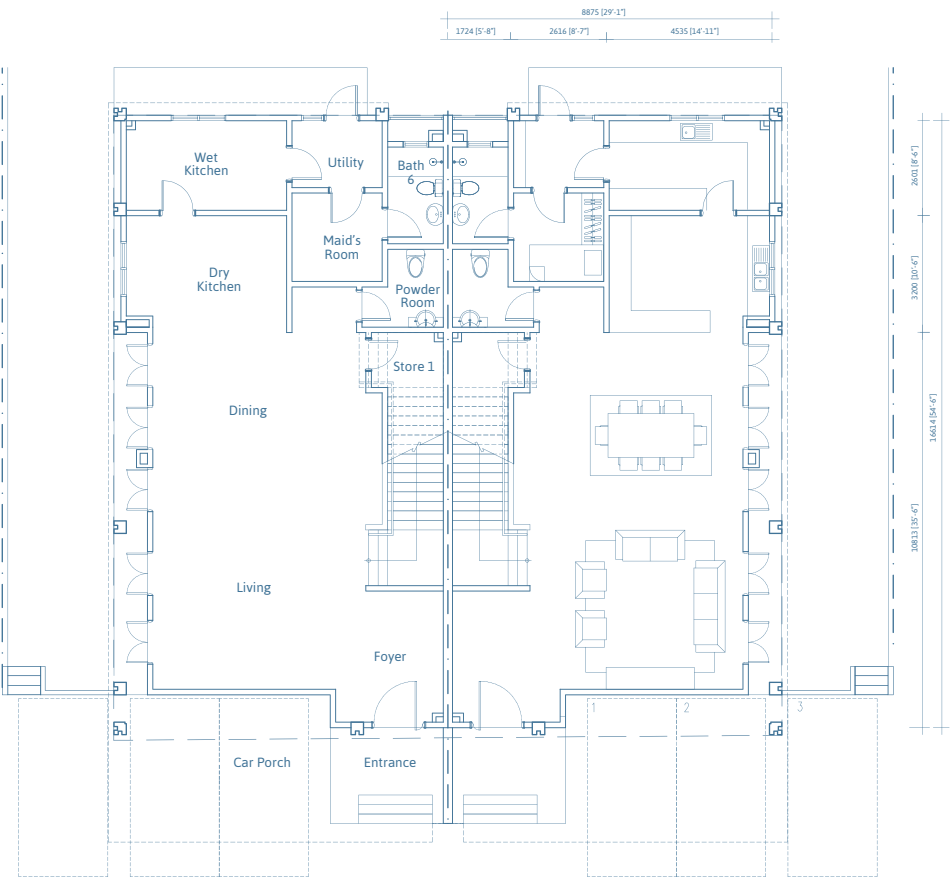 8875 [29'-1"]
1724 [5'-8"]
2616 [8'-7"]
4535 [14'-11"]
Wet
Kitchen
Utility
Bath
6
2601 [8'-6"]
Maid's
Room
Dry
Kitchen
Powder
Room
3200 [10'-6"]
Store 1
Dining
16614 [54'-6"]
10813 [35'-6"]
Living
Foyer
1
2
3
Car Porch
Entrance